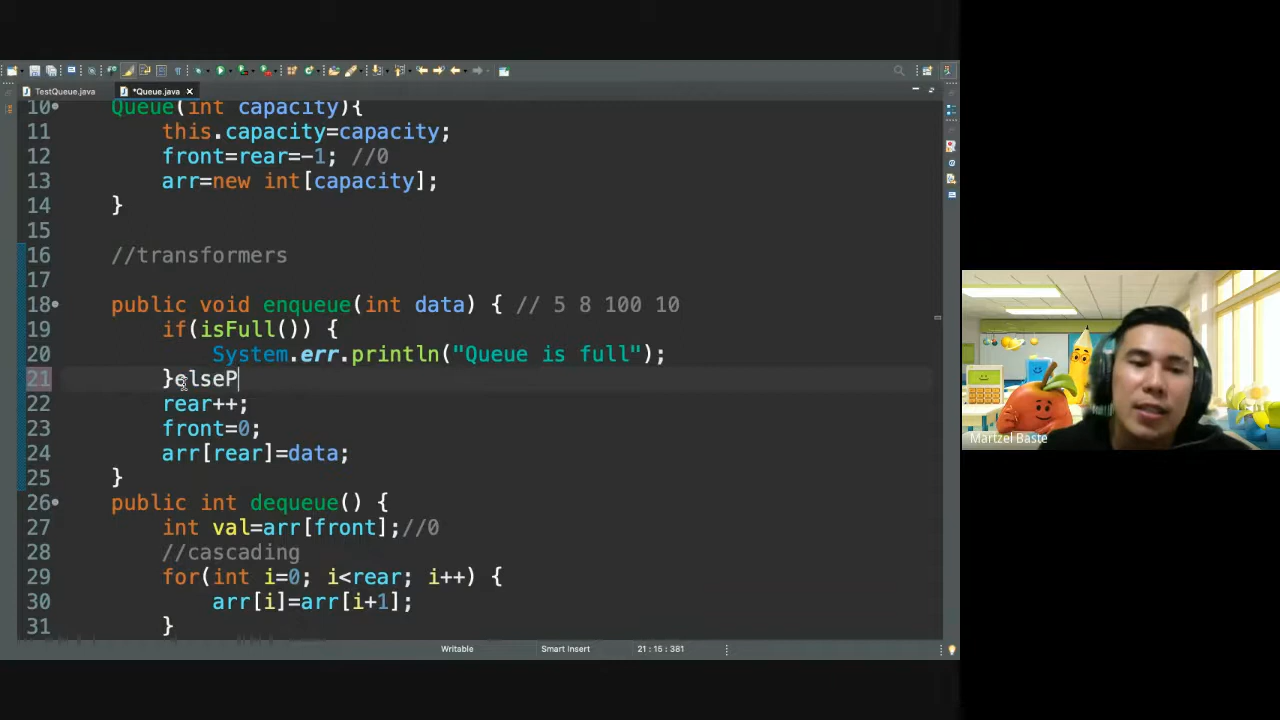 TestQueue.java
*Queue.java
10 Queue(int capacity){
11 this.capacity=capacity;
12 front=rear=-1; //0
13 arr=new int[capacity];
14 }
15
16 //transformers
17
18 public void enqueue(int data) { // 5 8 100 10
19 if(isFull()) {
20 System.err.println("Queue is full");
21 }elseP
22 rear++;
23 front=0;
24 arr[rear]=data;
25 }
26 public int dequeue() {
27 int val=arr[front];//0
28 //cascading
29 for(int i=0; i<rear; i++) {
30 arr[i]=arr[i+1];
31 }
Writable
Smart Insert
21 : 15 : 381
Martzel Baste